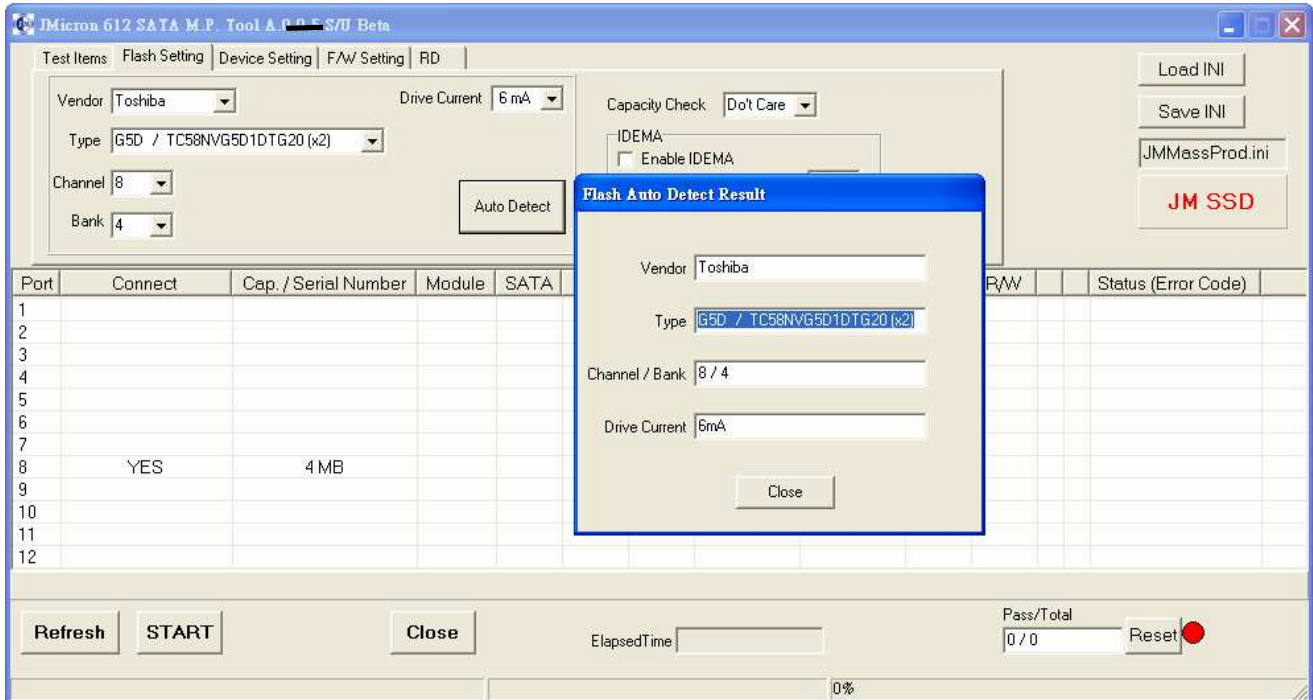 JMicron 612 SATA M.P. Tool A. S/U Beta
Test Items Flash Setting Device Setting F/W Setting RD
Load INI
Save INI
JMMassProd.ini
JM SSD
Vendor Toshiba
Drive Current 6 mA
Type G5D / TC58NVG5D1DTG20 (x2)
Channel 8
Bank 4
Auto Detect
Capacity Check Do't Care
IDEMA
Enable IDEMA
Flash Auto Detect Result
Vendor Toshiba
Type G5D / TC58NVG5D1DTG20 (x2)
Channel / Bank 8 / 4
Drive Current 6mA
Close
Port Connect Cap. / Serial Number Module SATA R/W Status (Error Code)
1
2
3
4
5
6
7
8 YES 4 MB
9
10
11
12
Refresh START Close ElapsedTime
Pass/Total
0 / 0 Reset
0%